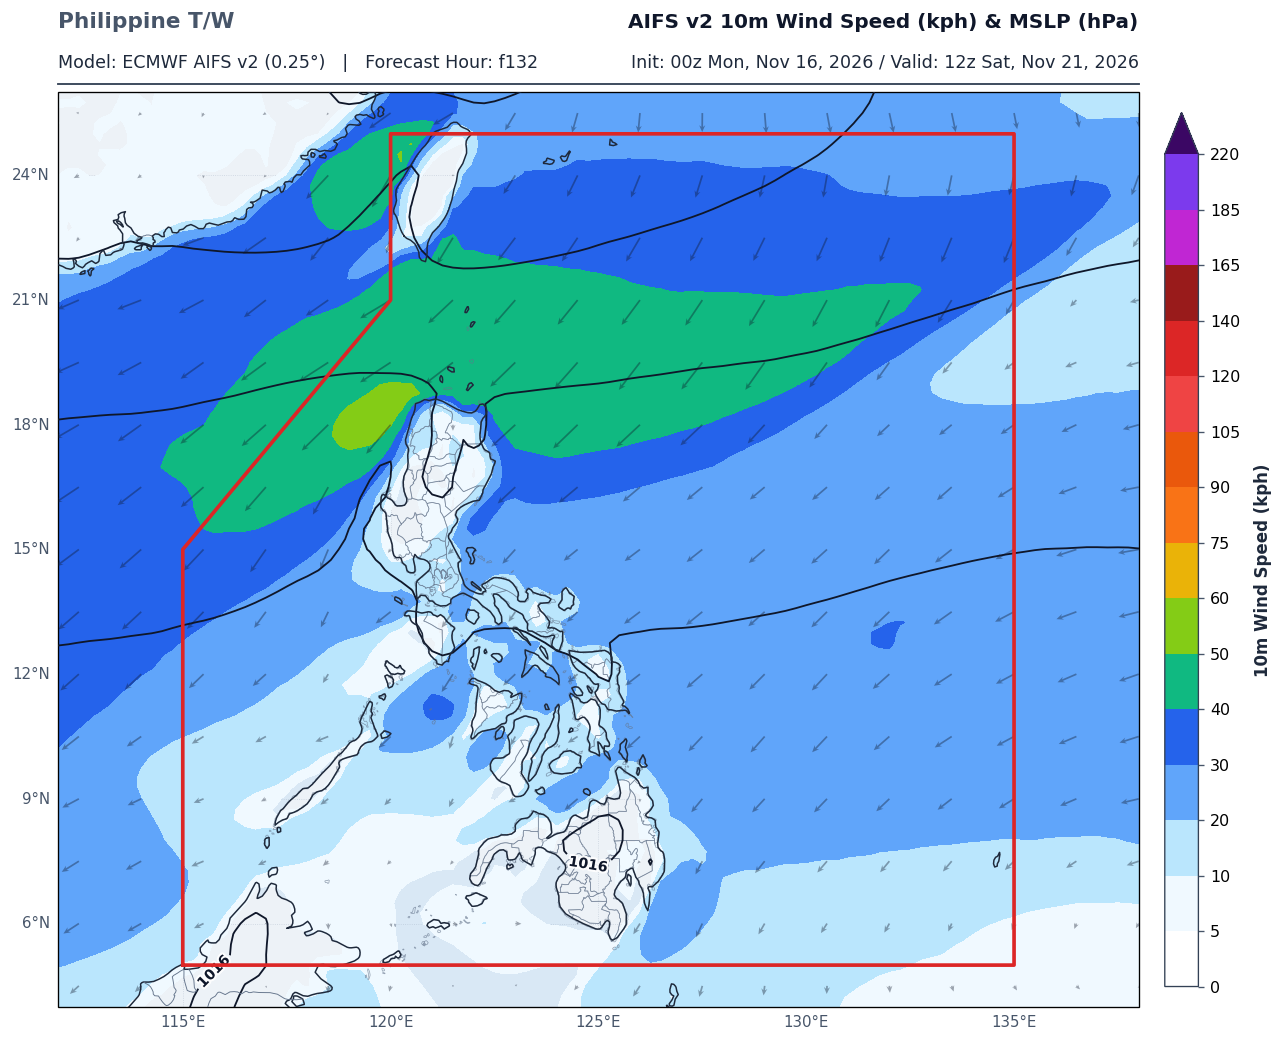 Philippine T/W
AIFS v2 10m Wind Speed (kph) & MSLP (hPa)
Model: ECMWF AIFS v2 (0.25°) | Forecast Hour: f132
Init: 00z Mon, Nov 16, 2026 / Valid: 12z Sat, Nov 21, 2026
24°N
21°N
18°N
15°N
12°N
9°N
6°N
1016
1016
115°E
120°E
125°E
130°E
135°E
220
185
165
140
120
105
90
75
60
50
40
30
20
10
5
0
10m Wind Speed (kph)